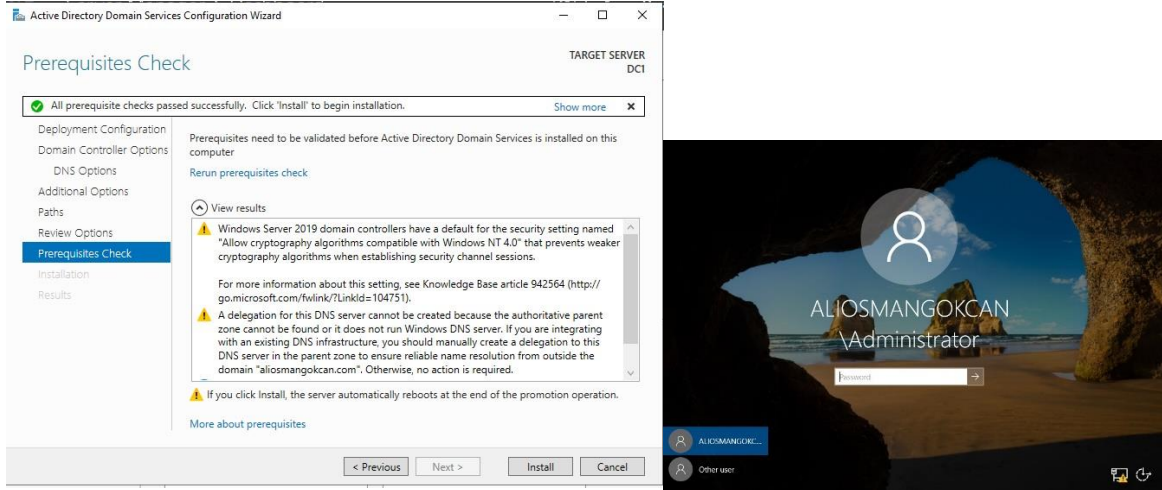 Active Directory Domain Services Configuration Wizard
Prerequisites Check
TARGET SERVER
DC1
All prerequisite checks passed successfully. Click 'Install' to begin installation.
Show more
Deployment Configuration
Domain Controller Options
DNS Options
Additional Options
Paths
Review Options
Prerequisites Check
Installation
Results
Prerequisites need to be validated before Active Directory Domain Services is installed on this
computer
Rerun prerequisites check
View results
Windows Server 2019 domain controllers have a default for the security setting named
"Allow cryptography algorithms compatible with Windows NT 4.0" that prevents weaker
cryptography algorithms when establishing security channel sessions.
For more information about this setting, see Knowledge Base article 942564 (http://
go.microsoft.com/fwlink/?LinkId=104751).
A delegation for this DNS server cannot be created because the authoritative parent
zone cannot be found or it does not run Windows DNS server. If you are integrating
with an existing DNS infrastructure, you should manually create a delegation to this
DNS server in the parent zone to ensure reliable name resolution from outside the
domain "aliosmangokcan.com". Otherwise, no action is required.
If you click Install, the server automatically reboots at the end of the promotion operation.
More about prerequisites
< Previous
Next >
Install
Cancel
ALIOSMANGOKCAN
\Administrator
Password
ALIOSMANGOKC...
Other user